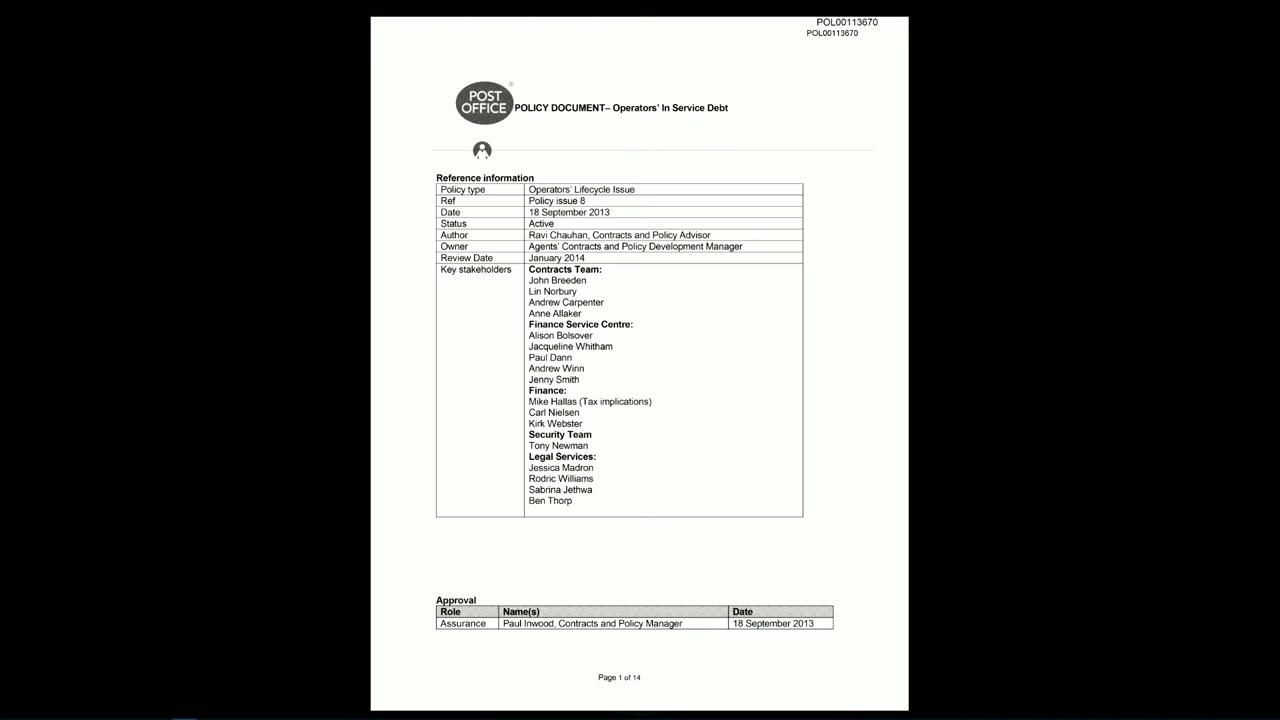 POL00113670
POL00113670
POST
OFFICE
POLICY DOCUMENT– Operators' In Service Debt
Reference information
Policy type Operators' Lifecycle Issue
Ref Policy issue 8
Date 18 September 2013
Status Active
Author Ravi Chauhan, Contracts and Policy Advisor
Owner Agents' Contracts and Policy Development Manager
Review Date January 2014
Key stakeholders Contracts Team:
John Breeden
Lin Norbury
Andrew Carpenter
Anne Allaker
Finance Service Centre:
Alison Bolsover
Jacqueline Whitham
Paul Dann
Andrew Winn
Jenny Smith
Finance:
Mike Hallas (Tax implications)
Carl Nielsen
Kirk Webster
Security Team
Tony Newman
Legal Services:
Jessica Madron
Rodric Williams
Sabrina Jethwa
Ben Thorp
Approval
Role Name(s) Date
Assurance Paul Inwood, Contracts and Policy Manager 18 September 2013
Page 1 of 14